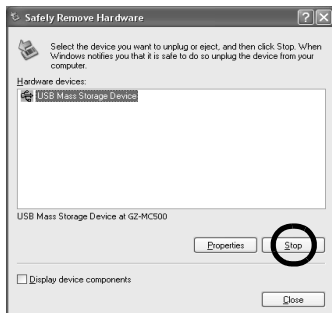 Safely Remove Hardware
Select the device you want to unplug or eject, and then click Stop. When
Windows notifies you that it is safe to do so unplug the device from your
computer.
Hardware devices:
USB Mass Storage Device
USB Mass Storage Device at GZ-MC500
Properties
Stop
Display device components
Close